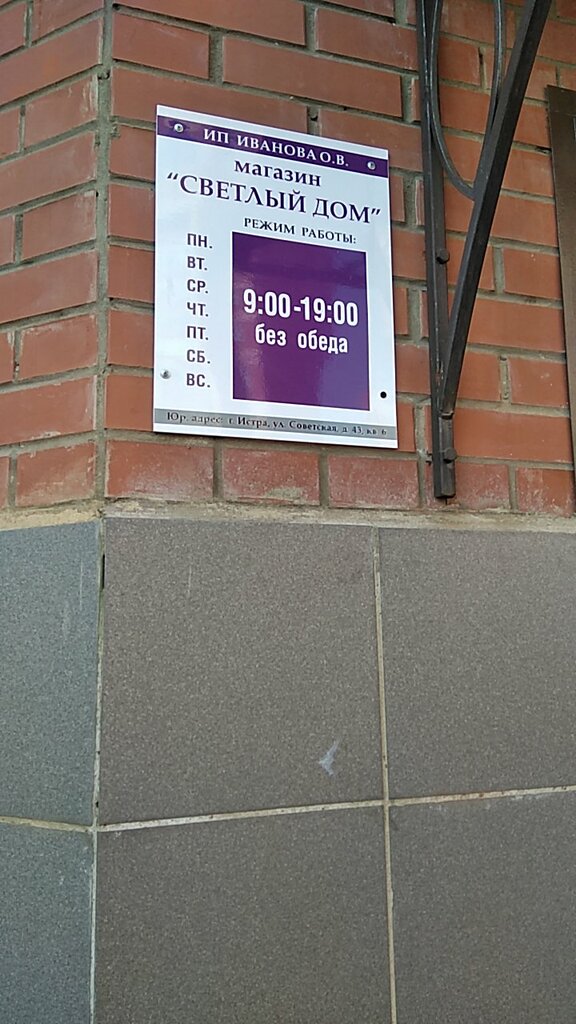 ИП ИВАНОВА О.В.
магазин
"СВЕТЛЫЙ ДОМ"
РЕЖИМ РАБОТЫ:
ПН.
ВТ.
СР.
ЧТ.
ПТ.
СБ.
ВС.
9:00-19:00
без обеда
Юр. адрес: г. Истра, ул. Советская, д. 43, кв. 6